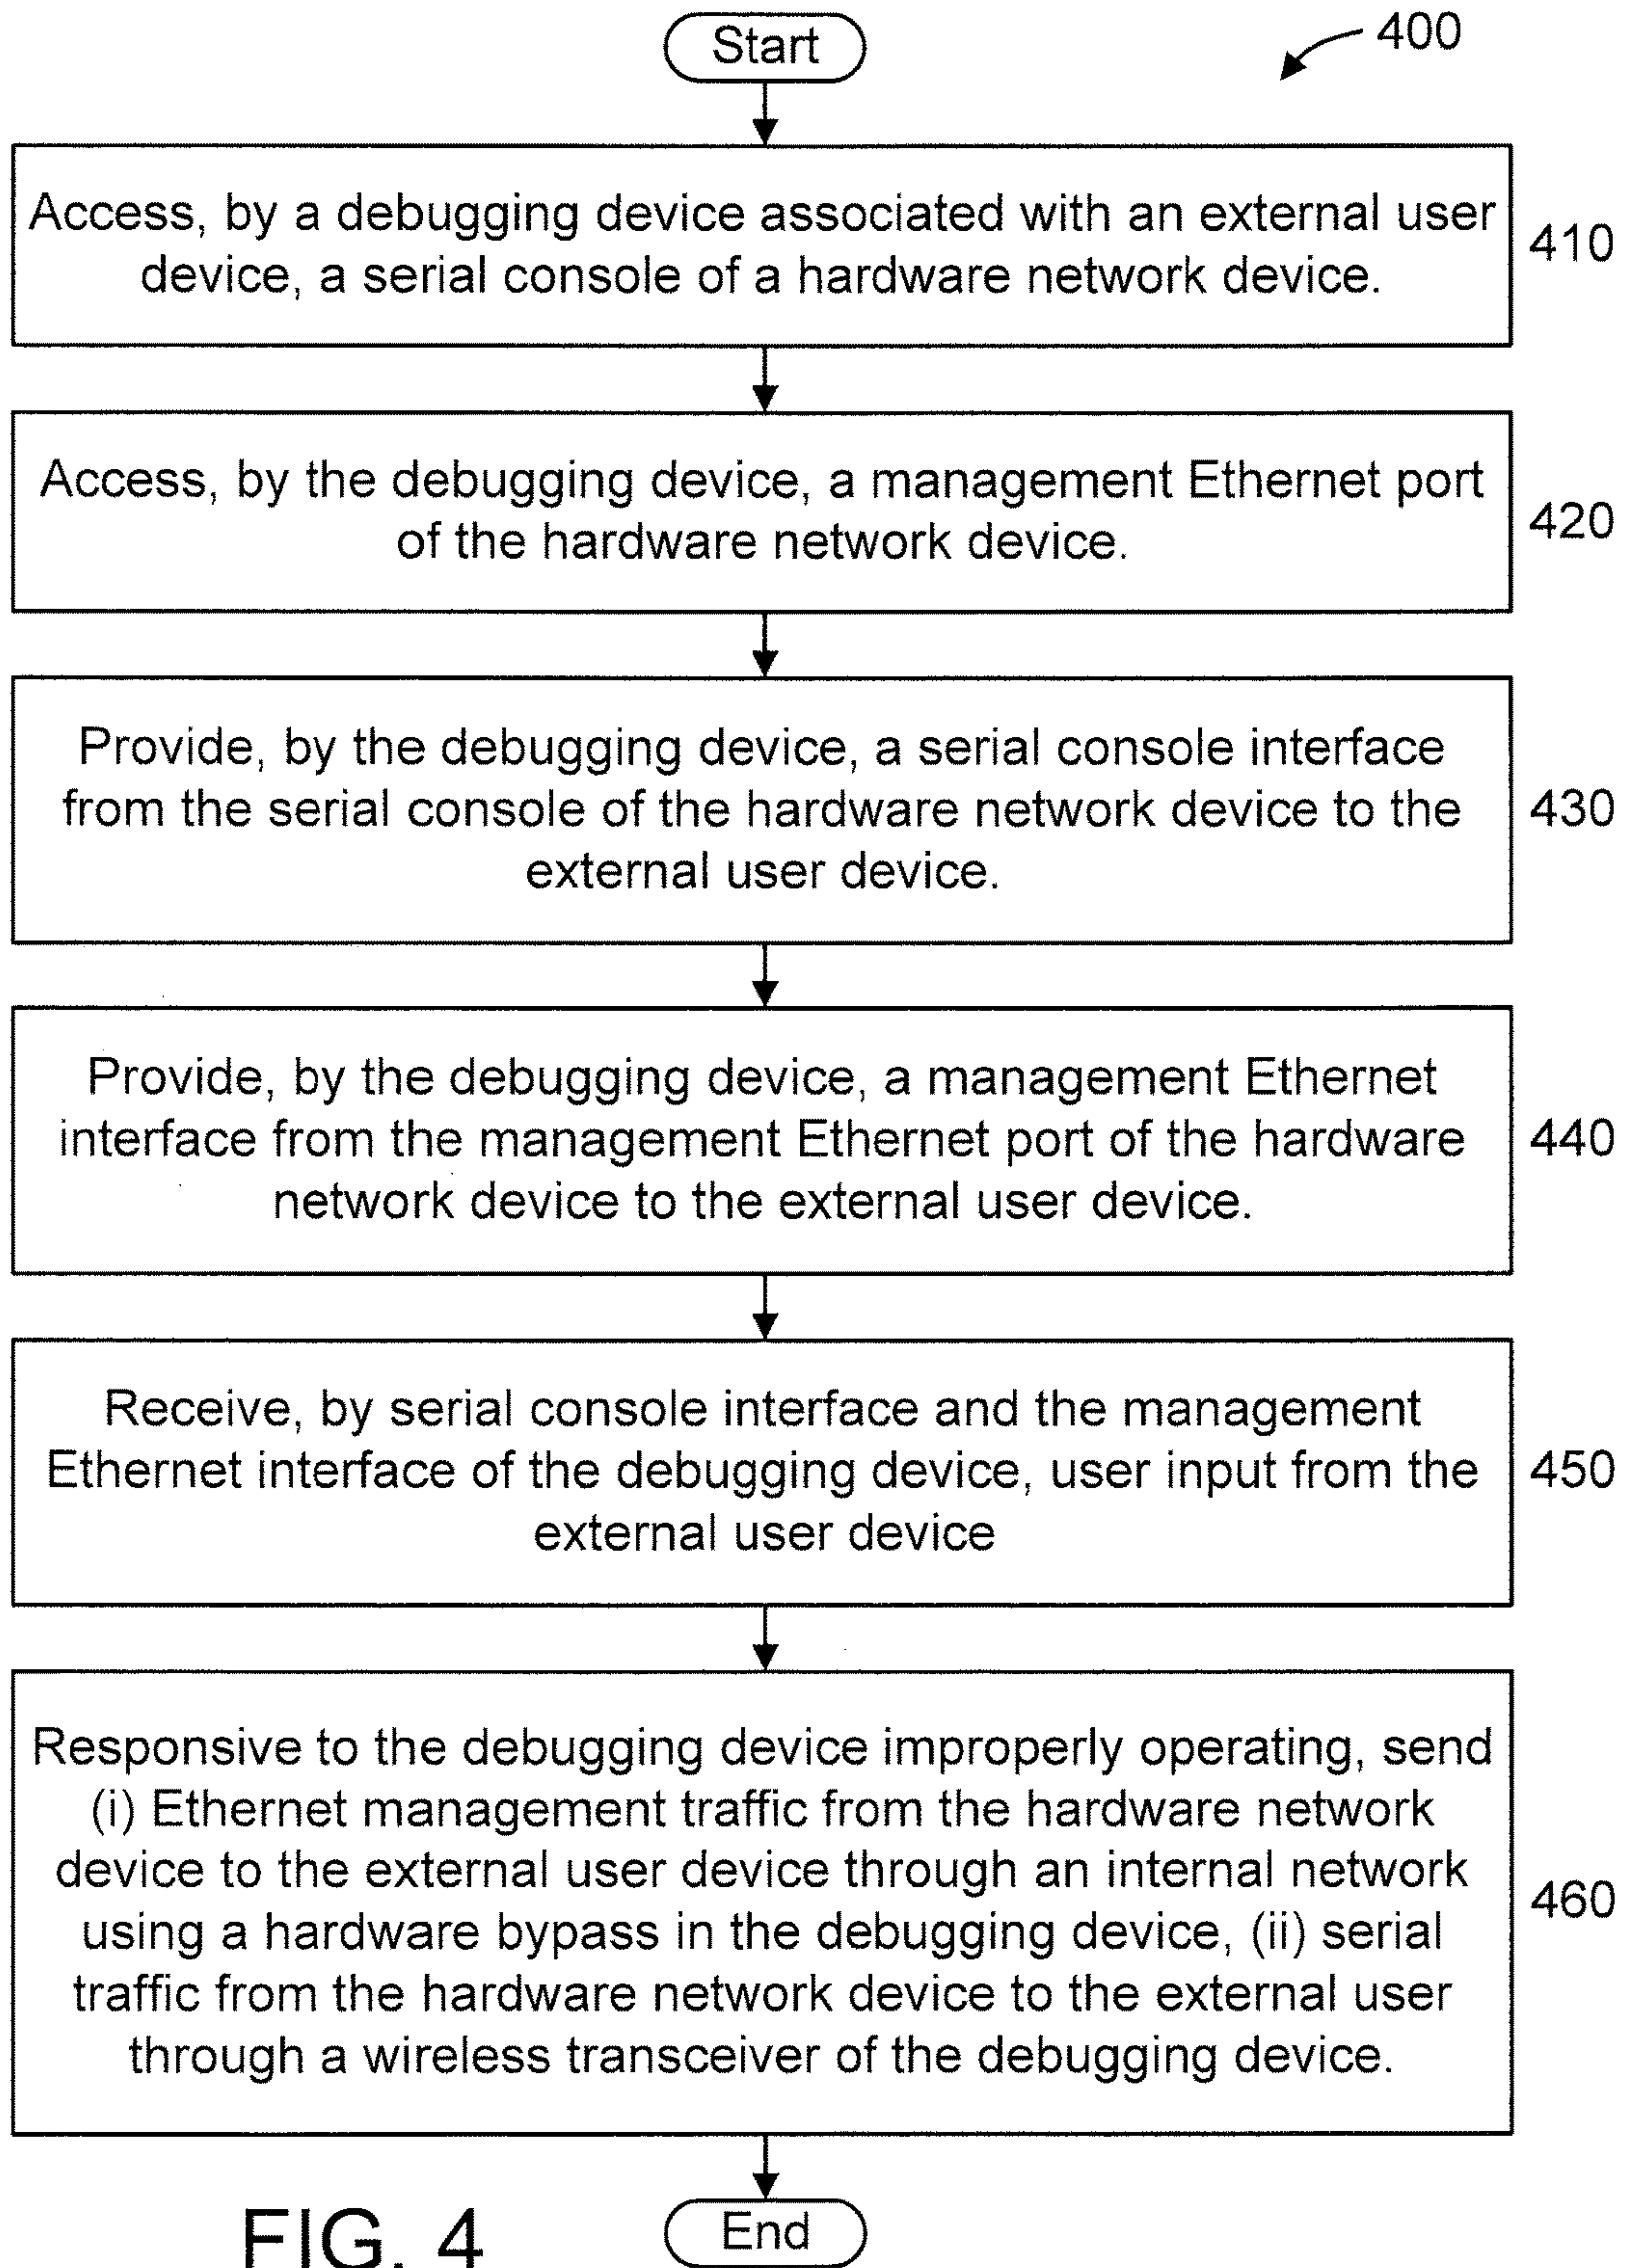 Start
400
Access, by a debugging device associated with an external user
device, a serial console of a hardware network device.
410
Access, by the debugging device, a management Ethernet port
of the hardware network device.
420
Provide, by the debugging device, a serial console interface
from the serial console of the hardware network device to the
external user device.
430
Provide, by the debugging device, a management Ethernet
interface from the management Ethernet port of the hardware
network device to the external user device.
440
Receive, by serial console interface and the management
Ethernet interface of the debugging device, user input from the
external user device
450
Responsive to the debugging device improperly operating, send
(i) Ethernet management traffic from the hardware network
device to the external user device through an internal network
using a hardware bypass in the debugging device, (ii) serial
traffic from the hardware network device to the external user
through a wireless transceiver of the debugging device.
460
End
FIG. 4